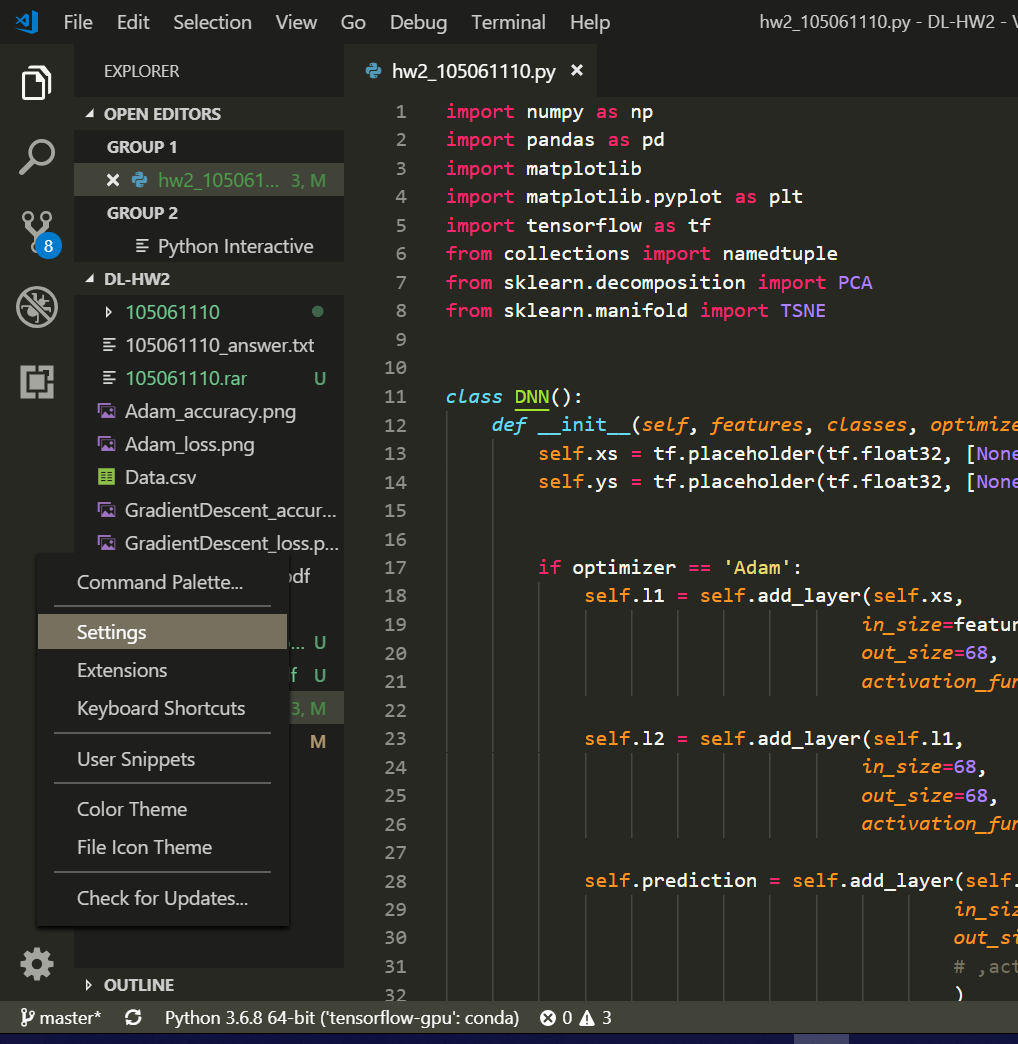 File Edit Selection View Go Debug Terminal Help hw2_105061110.py - DL-HW2 -
EXPLORER
OPEN EDITORS
GROUP 1
hw2_105061... 3, M
GROUP 2
Python Interactive
DL-HW2
105061110
105061110_answer.txt
105061110.rar U
Adam_accuracy.png
Adam_loss.png
Data.csv
GradientDescent_accur...
GradientDescent_loss.p...
df
... U
f U
3, M
M
Command Palette...
Settings
Extensions
Keyboard Shortcuts
User Snippets
Color Theme
File Icon Theme
Check for Updates...
OUTLINE
8
hw2_105061110.py ×
1 import numpy as np
2 import pandas as pd
3 import matplotlib
4 import matplotlib.pyplot as plt
5 import tensorflow as tf
6 from collections import namedtuple
7 from sklearn.decomposition import PCA
8 from sklearn.manifold import TSNE
9
10
11 class DNN():
12 def __init__(self, features, classes, optimize
13 self.xs = tf.placeholder(tf.float32, [None
14 self.ys = tf.placeholder(tf.float32, [None
15
16
17 if optimizer == 'Adam':
18 self.l1 = self.add_layer(self.xs,
19 in_size=featur
20 out_size=68,
21 activation_fun
22
23 self.l2 = self.add_layer(self.l1,
24 in_size=68,
25 out_size=68,
26 activation_fun
27
28 self.prediction = self.add_layer(self.
29 in_siz
30 out_si
31 # ,act
32 )
master* Python 3.6.8 64-bit ('tensorflow-gpu': conda) 0 3